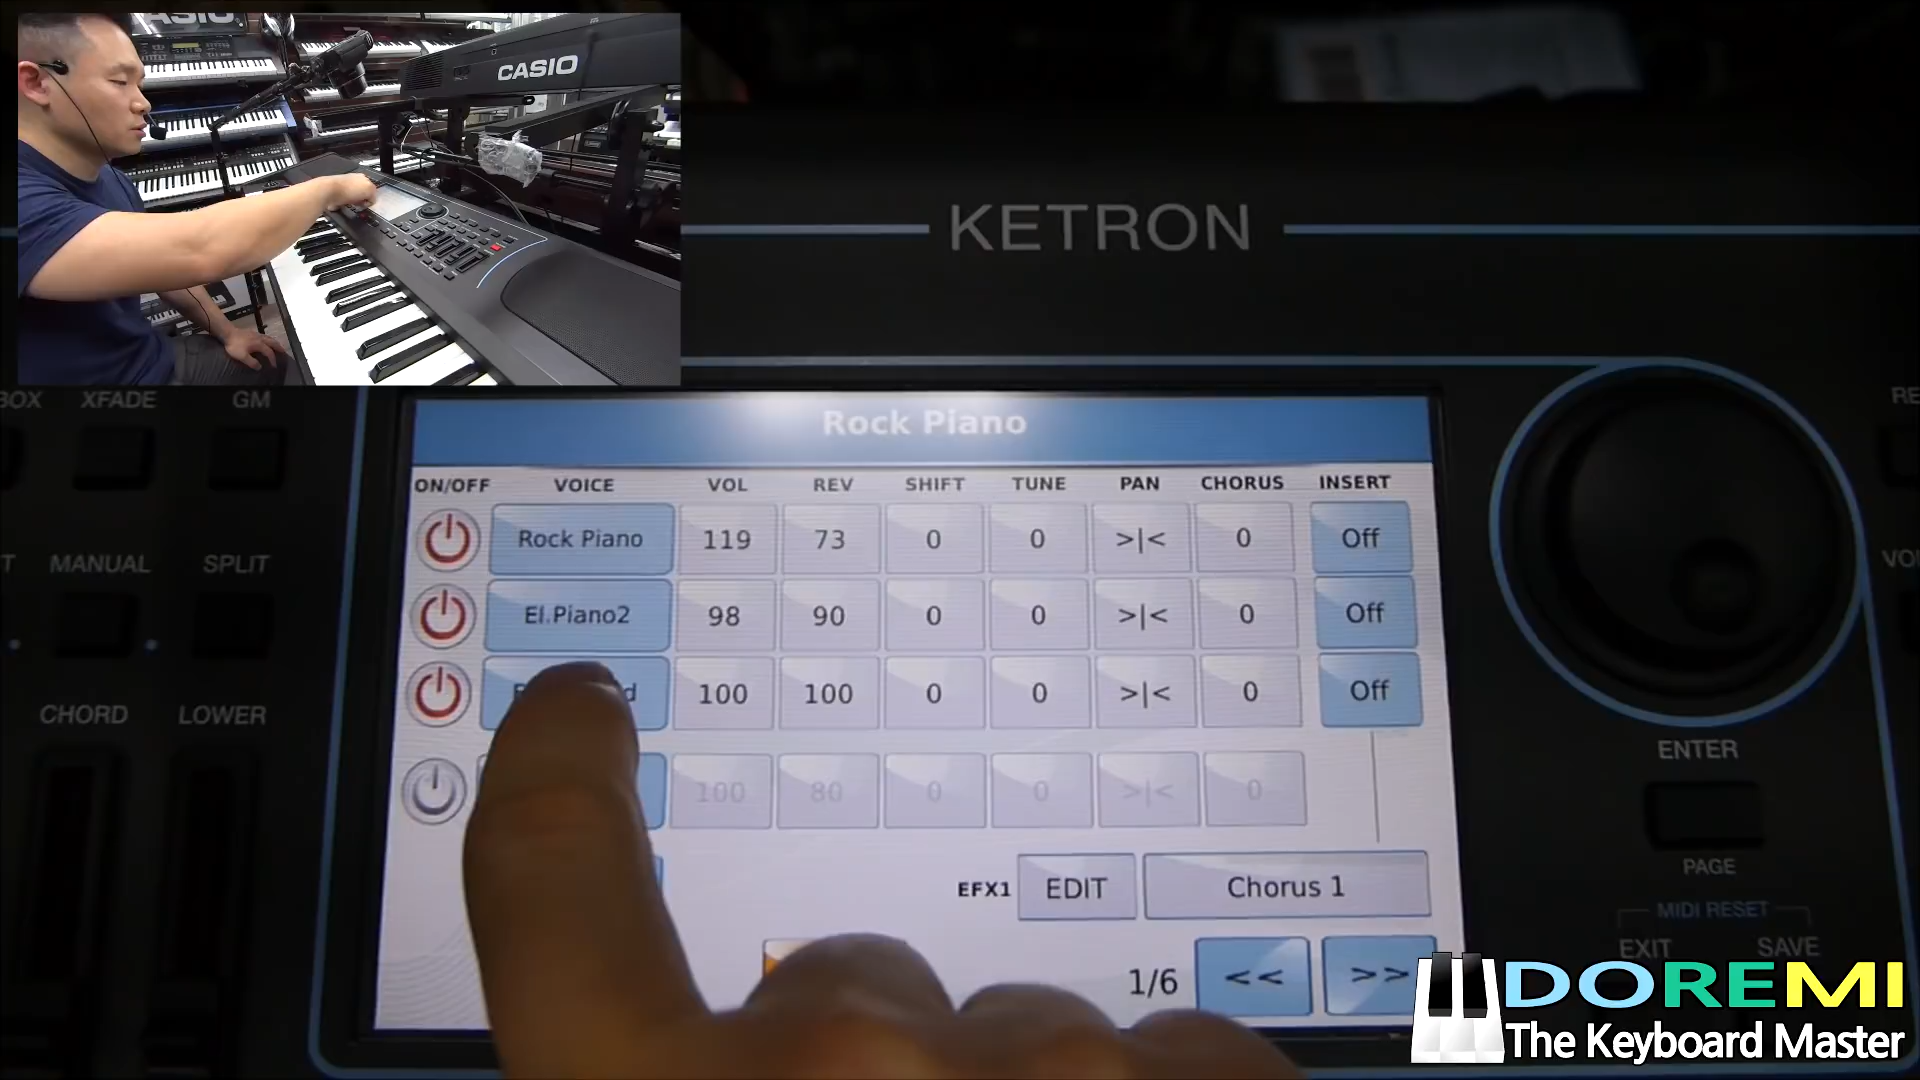 CASIO
CASIO
KETRON
XFADE
GM
MANUAL
SPLIT
CHORD
LOWER
Rock Piano
ON/OFF VOICE VOL REV SHIFT TUNE PAN CHORUS INSERT
Rock Piano 119 73 0 0 >|< 0 Off
El.Piano2 98 90 0 0 >|< 0 Off
100 100 0 0 >|< 0 Off
100 80 0 0 >|< 0
EFX1 EDIT Chorus 1
1/6 << >>
ENTER
PAGE
MIDI RESET
EXIT SAVE
DOREMI
The Keyboard Master